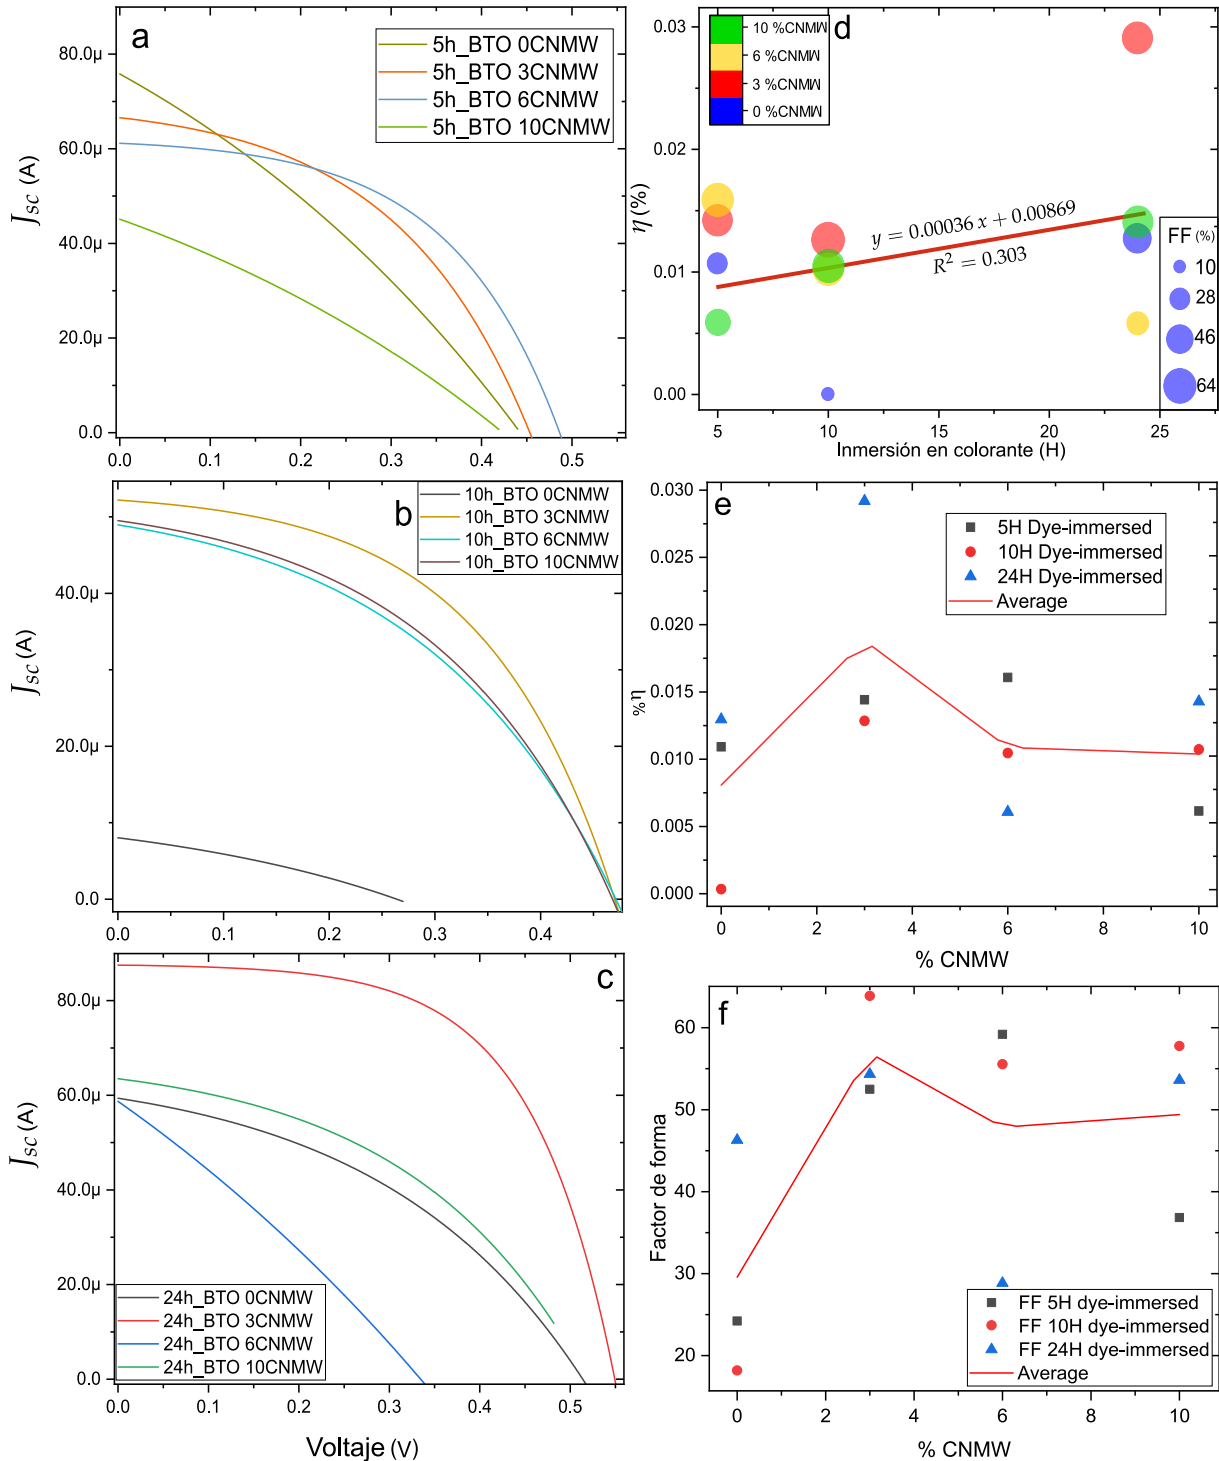 a
5h_BTO 0CNMW
5h_BTO 3CNMW
5h_BTO 6CNMW
5h_BTO 10CNMW
80.0µ
60.0µ
40.0µ
20.0µ
0.0
Jsc (A)
0.0 0.1 0.2 0.3 0.4 0.5
b
10h_BTO 0CNMW
10h_BTO 3CNMW
10h_BTO 6CNMW
10h_BTO 10CNMW
40.0µ
20.0µ
0.0
Jsc (A)
0.0 0.1 0.2 0.3 0.4
c
80.0µ
60.0µ
40.0µ
20.0µ
0.0
Jsc (A)
24h_BTO 0CNMW
24h_BTO 3CNMW
24h_BTO 6CNMW
24h_BTO 10CNMW
0.0 0.1 0.2 0.3 0.4 0.5
Voltaje (V)
d
10 %CNMW
6 %CNMW
3 %CNMW
0 %CNMW
0.03
0.02
0.01
0.00
η (%)
y = 0.00036 x + 0.00869
R² = 0.303
FF (%)
10
28
46
64
5 10 15 20 25
Inmersión en colorante (H)
e
5H Dye-immersed
10H Dye-immersed
24H Dye-immersed
Average
0.030
0.025
0.020
0.015
0.010
0.005
0.000
%η
0 2 4 6 8 10
% CNMW
f
60
50
40
30
20
Factor de forma
FF 5H dye-immersed
FF 10H dye-immersed
FF 24H dye-immersed
Average
0 2 4 6 8 10
% CNMW